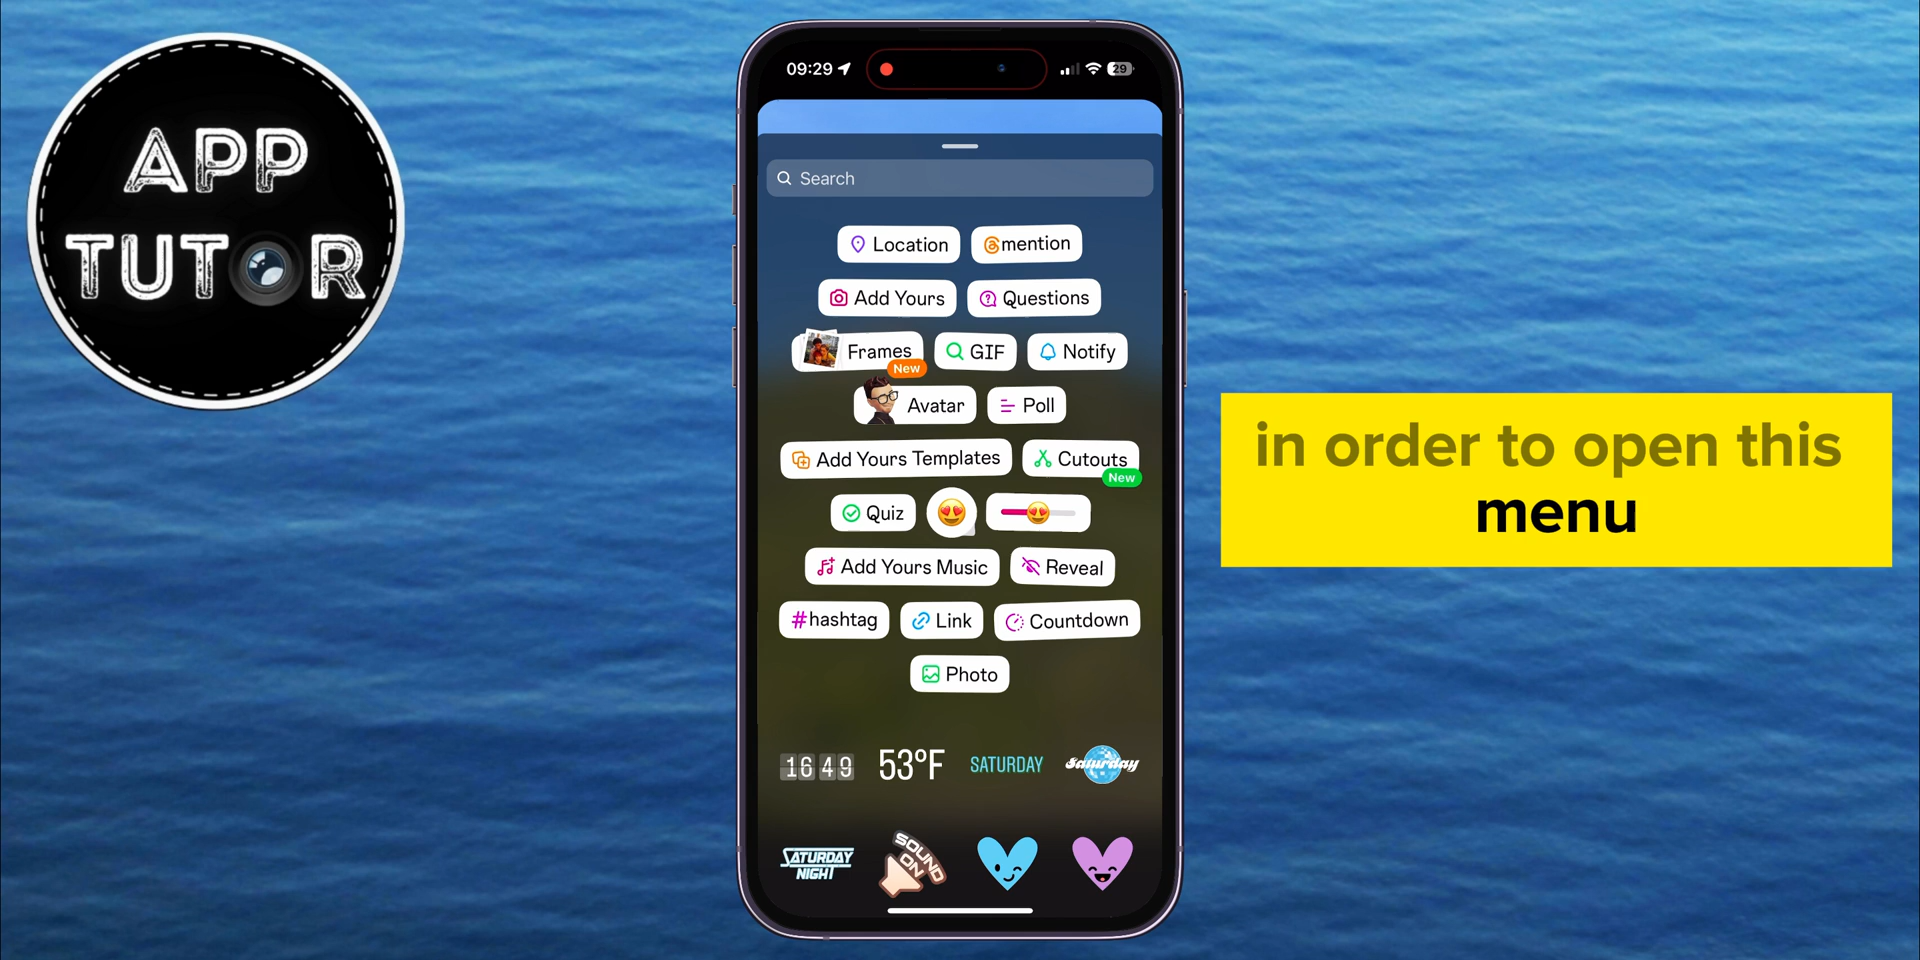 APP
TUTOR
09:29
29
Search
Location
@mention
Add Yours
Questions
Frames
New
GIF
Notify
Avatar
Poll
Add Yours Templates
Cutouts
New
Quiz
Add Yours Music
Reveal
#hashtag
Link
Countdown
Photo
16 49
53°F
SATURDAY
Saturday
SATURDAY
NIGHT
SOUND
ON
in order to open this
menu